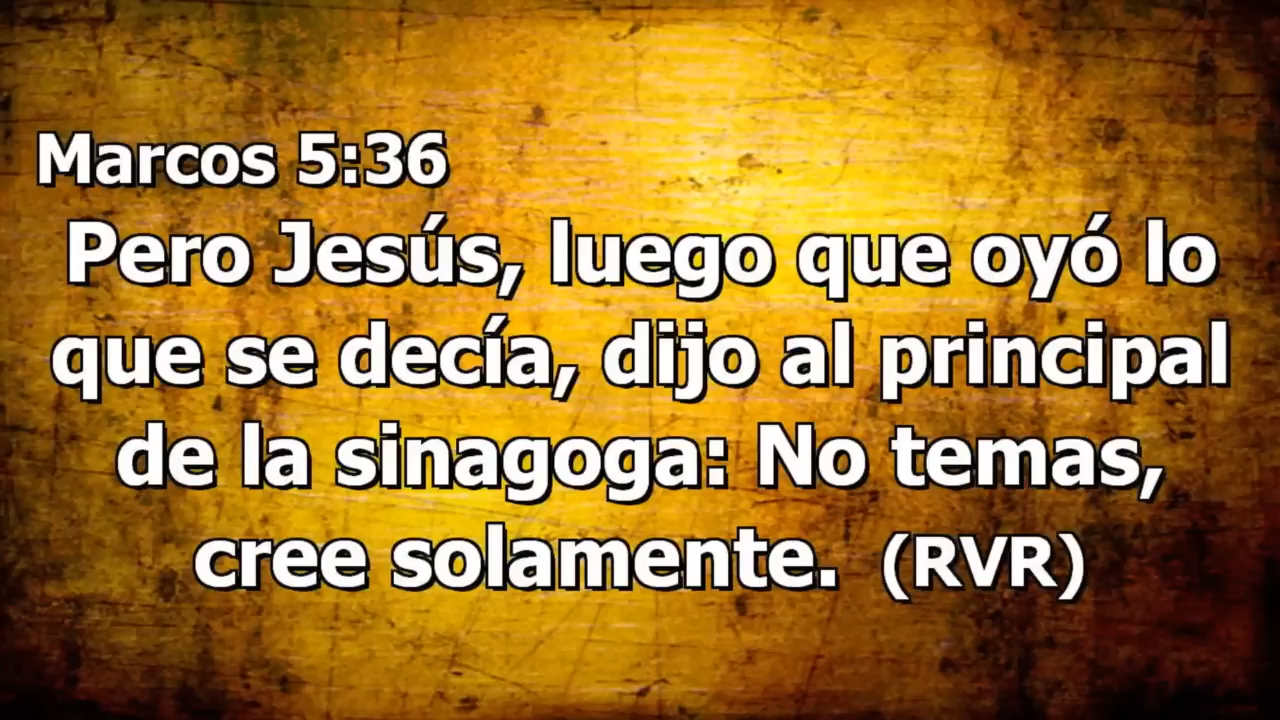 Marcos 5:36
Pero Jesús, luego que oyó lo
que se decía, dijo al principal
de la sinagoga: No temas,
cree solamente. (RVR)